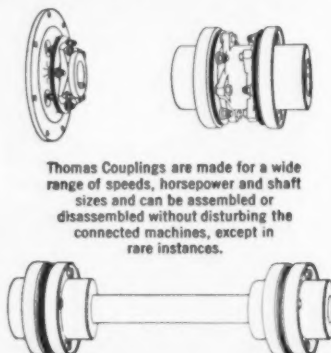 Thomas Couplings are made for a wide
range of speeds, horsepower and shaft
sizes and can be assembled or
disassembled without disturbing the
connected machines, except in
rare instances.